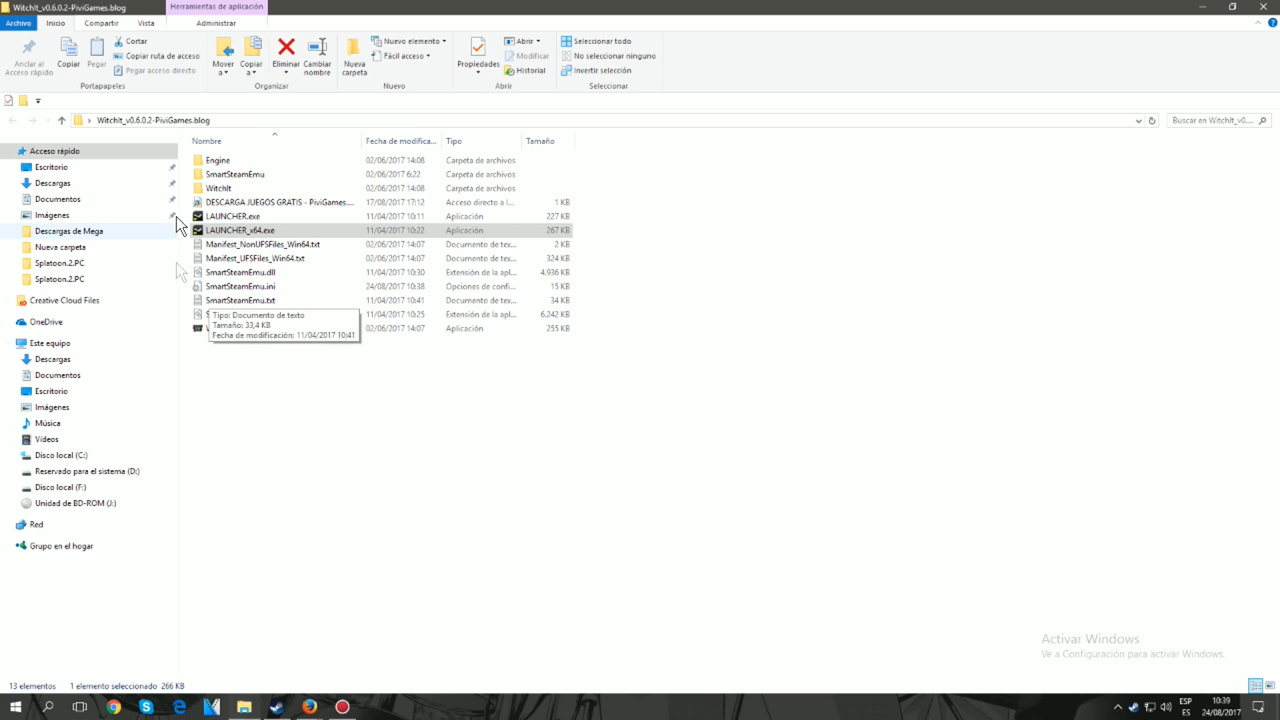 WitchIt_v0.6.0.2-PiviGames.blog
Herramientas de aplicación
Archivo Inicio Compartir Vista Administrar
Anclar al Acceso rápido
Copiar
Pegar
Cortar
Copiar ruta de acceso
Pegar acceso directo
Portapapeles
Mover a
Copiar a
Eliminar
Cambiar nombre
Organizar
Nueva carpeta
Nuevo elemento
Fácil acceso
Nuevo
Propiedades
Abrir
Modificar
Historial
Abrir
Seleccionar todo
No seleccionar ninguno
Invertir selección
Seleccionar
WitchIt_v0.6.0.2-PiviGames.blog
Buscar en WitchIt_v0....
Nombre Fecha de modifica... Tipo Tamaño
Acceso rápido
Escritorio
Descargas
Documentos
Imágenes
Descargas de Mega
Nueva carpeta
Splatoon.2.PC
Splatoon.2.PC
Creative Cloud Files
OneDrive
Este equipo
Descargas
Documentos
Escritorio
Imágenes
Música
Vídeos
Disco local (C:)
Reservado para el sistema (D:)
Disco local (F:)
Unidad de BD-ROM (J:)
Red
Grupo en el hogar
Engine 02/06/2017 14:08 Carpeta de archivos
SmartSteamEmu 02/06/2017 6:22 Carpeta de archivos
WitchIt 02/06/2017 14:08 Carpeta de archivos
DESCARGA JUEGOS GRATIS - PiviGames.... 17/08/2017 17:12 Acceso directo a I... 1 KB
LAUNCHER.exe 11/04/2017 10:11 Aplicación 227 KB
LAUNCHER_x64.exe 11/04/2017 10:22 Aplicación 267 KB
Manifest_NonUFSFiles_Win64.txt 02/06/2017 14:07 Documento de tex... 2 KB
Manifest_UFSFiles_Win64.txt 02/06/2017 14:07 Documento de tex... 324 KB
SmartSteamEmu.dll 11/04/2017 10:30 Extensión de la apl... 4.936 KB
SmartSteamEmu.ini 24/08/2017 10:38 Opciones de confi... 15 KB
SmartSteamEmu.txt 11/04/2017 10:41 Documento de tex... 34 KB
11/04/2017 10:25 Extensión de la apl... 6.242 KB
02/06/2017 14:07 Aplicación 255 KB
Tipo: Documento de texto
Tamaño: 33,4 KB
Fecha de modificación: 11/04/2017 10:41
Activar Windows
Ve a Configuración para activar Windows.
13 elementos 1 elemento seleccionado 266 KB
ESP
ES
10:39
24/08/2017